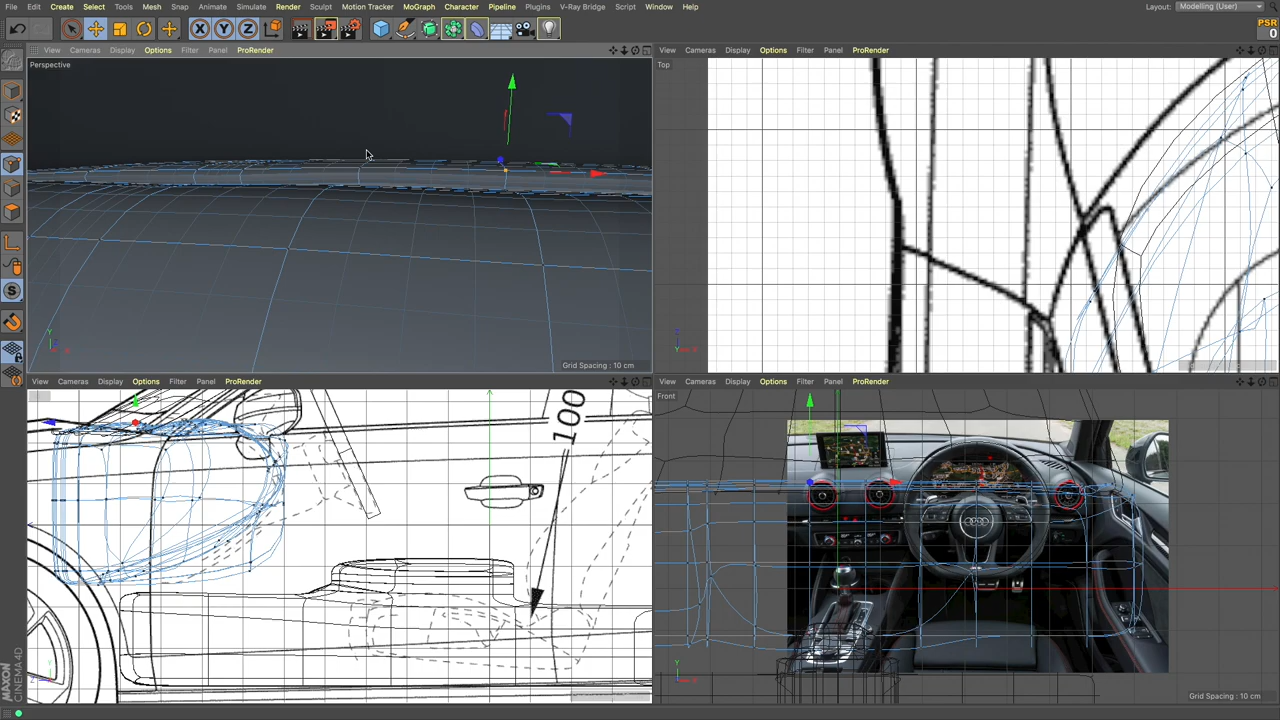 File Edit Create Select Tools Mesh Snap Animate Simulate Render Sculpt Motion Tracker MoGraph Character Pipeline Plugins V-Ray Bridge Script Window Help Layout: Modelling (User)
PSR
0
View Cameras Display Options Filter Panel ProRender
View Cameras Display Options Filter Panel ProRender
Perspective
Top
Grid Spacing : 10 cm
View Cameras Display Options Filter Panel ProRender
View Cameras Display Options Filter Panel ProRender
Front
100
Grid Spacing : 10 cm
MAXON
CINEMA 4D